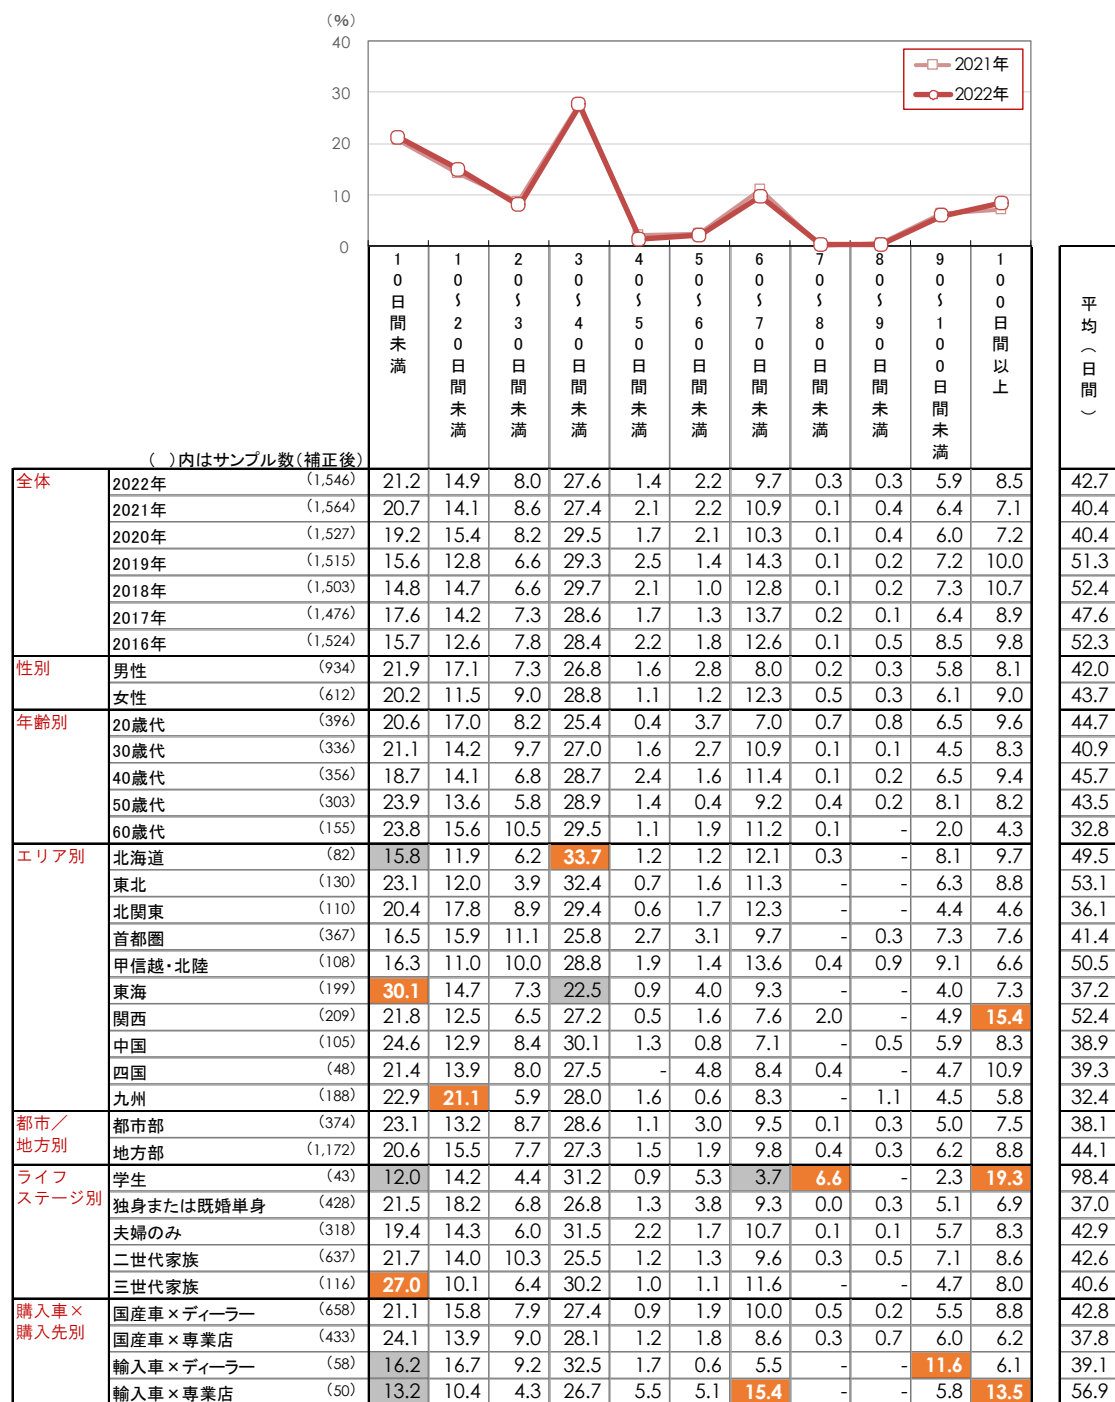 (%)
40
30
20
10
0
2021年
2022年
10日間未満
10～20日間未満
20～30日間未満
30～40日間未満
40～50日間未満
50～60日間未満
60～70日間未満
70～80日間未満
80～90日間未満
90～100日間未満
100日間以上
平均(日間)
( )内はサンプル数(補正後)
全体
2022年 (1,546) 21.2 14.9 8.0 27.6 1.4 2.2 9.7 0.3 0.3 5.9 8.5 42.7
2021年 (1,564) 20.7 14.1 8.6 27.4 2.1 2.2 10.9 0.1 0.4 6.4 7.1 40.4
2020年 (1,527) 19.2 15.4 8.2 29.5 1.7 2.1 10.3 0.1 0.4 6.0 7.2 40.4
2019年 (1,515) 15.6 12.8 6.6 29.3 2.5 1.4 14.3 0.1 0.2 7.2 10.0 51.3
2018年 (1,503) 14.8 14.7 6.6 29.7 2.1 1.0 12.8 0.1 0.2 7.3 10.7 52.4
2017年 (1,476) 17.6 14.2 7.3 28.6 1.7 1.3 13.7 0.2 0.1 6.4 8.9 47.6
2016年 (1,524) 15.7 12.6 7.8 28.4 2.2 1.8 12.6 0.1 0.5 8.5 9.8 52.3
性別
男性 (934) 21.9 17.1 7.3 26.8 1.6 2.8 8.0 0.2 0.3 5.8 8.1 42.0
女性 (612) 20.2 11.5 9.0 28.8 1.1 1.2 12.3 0.5 0.3 6.1 9.0 43.7
年齢別
20歳代 (396) 20.6 17.0 8.2 25.4 0.4 3.7 7.0 0.7 0.8 6.5 9.6 44.7
30歳代 (336) 21.1 14.2 9.7 27.0 1.6 2.7 10.9 0.1 0.1 4.5 8.3 40.9
40歳代 (356) 18.7 14.1 6.8 28.7 2.4 1.6 11.4 0.1 0.2 6.5 9.4 45.7
50歳代 (303) 23.9 13.6 5.8 28.9 1.4 0.4 9.2 0.4 0.2 8.1 8.2 43.5
60歳代 (155) 23.8 15.6 10.5 29.5 1.1 1.9 11.2 0.1 - 2.0 4.3 32.8
エリア別
北海道 (82) 15.8 11.9 6.2 33.7 1.2 1.2 12.1 0.3 - 8.1 9.7 49.5
東北 (130) 23.1 12.0 3.9 32.4 0.7 1.6 11.3 - - 6.3 8.8 53.1
北関東 (110) 20.4 17.8 8.9 29.4 0.6 1.7 12.3 - - 4.4 4.6 36.1
首都圏 (367) 16.5 15.9 11.1 25.8 2.7 3.1 9.7 - 0.3 7.3 7.6 41.4
甲信越・北陸 (108) 16.3 11.0 10.0 28.8 1.9 1.4 13.6 0.4 0.9 9.1 6.6 50.5
東海 (199) 30.1 14.7 7.3 22.5 0.9 4.0 9.3 - - 4.0 7.3 37.2
関西 (209) 21.8 12.5 6.5 27.2 0.5 1.6 7.6 2.0 - 4.9 15.4 52.4
中国 (105) 24.6 12.9 8.4 30.1 1.3 0.8 7.1 - 0.5 5.9 8.3 38.9
四国 (48) 21.4 13.9 8.0 27.5 - 4.8 8.4 0.4 - 4.7 10.9 39.3
九州 (188) 22.9 21.1 5.9 28.0 1.6 0.6 8.3 - 1.1 4.5 5.8 32.4
都市／
地方別
都市部 (374) 23.1 13.2 8.7 28.6 1.1 3.0 9.5 0.1 0.3 5.0 7.5 38.1
地方部 (1,172) 20.6 15.5 7.7 27.3 1.5 1.9 9.8 0.4 0.3 6.2 8.8 44.1
ライフ
ステージ別
学生 (43) 12.0 14.2 4.4 31.2 0.9 5.3 3.7 6.6 - 2.3 19.3 98.4
独身または既婚単身 (428) 21.5 18.2 6.8 26.8 1.3 3.8 9.3 0.0 0.3 5.1 6.9 37.0
夫婦のみ (318) 19.4 14.3 6.0 31.5 2.2 1.7 10.7 0.1 0.1 5.7 8.3 42.9
二世代家族 (637) 21.7 14.0 10.3 25.5 1.2 1.3 9.6 0.3 0.5 7.1 8.6 42.6
三世代家族 (116) 27.0 10.1 6.4 30.2 1.0 1.1 11.6 - - 4.7 8.0 40.6
購入車×
購入先別
国産車×ディーラー (658) 21.1 15.8 7.9 27.4 0.9 1.9 10.0 0.5 0.2 5.5 8.8 42.8
国産車×専業店 (433) 24.1 13.9 9.0 28.1 1.2 1.8 8.6 0.3 0.7 6.0 6.2 37.8
輸入車×ディーラー (58) 16.2 16.7 9.2 32.5 1.7 0.6 5.5 - - 11.6 6.1 39.1
輸入車×専業店 (50) 13.2 10.4 4.3 26.7 5.5 5.1 15.4 - - 5.8 13.5 56.9